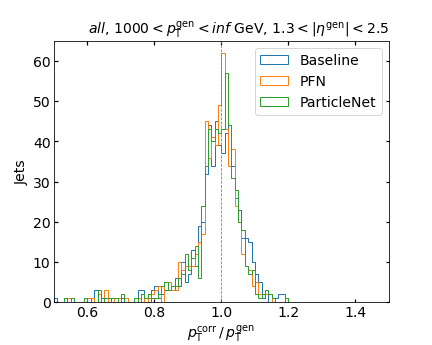 all, 1000 < p_T^gen < inf GeV, 1.3 < |η^gen| < 2.5
Baseline
PFN
ParticleNet
Jets
60
50
40
30
20
10
0
0.6 0.8 1.0 1.2 1.4
p_T^corr / p_T^gen